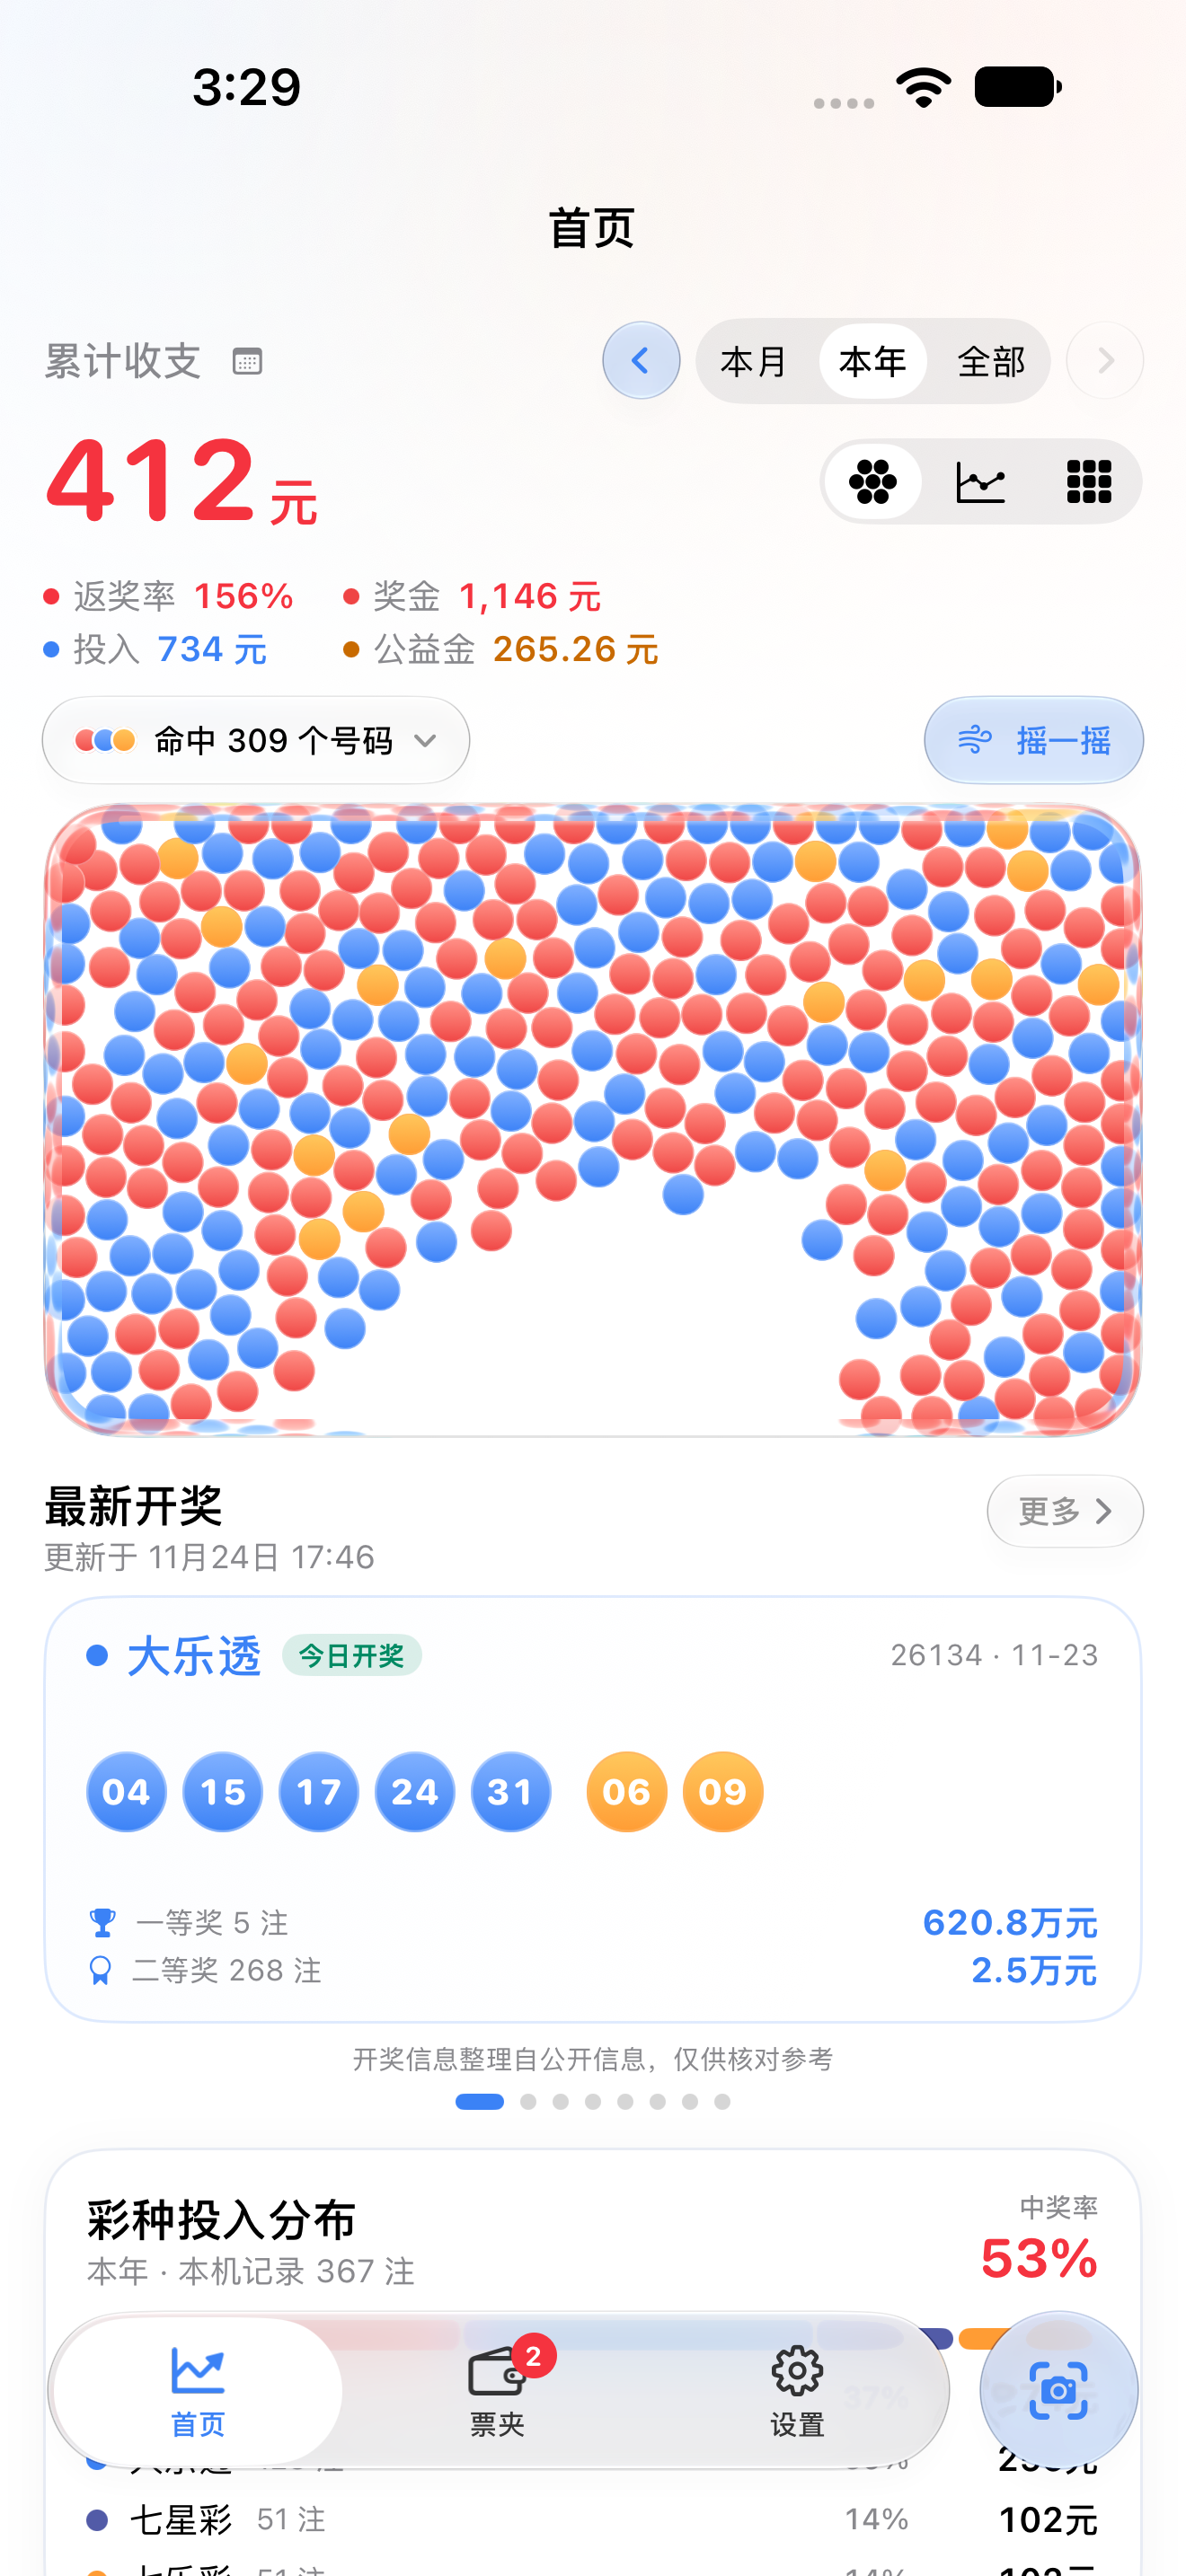 3:29
首页
累计收支
本月 本年 全部
412 元
返奖率 156% 奖金 1,146 元
投入 734 元 公益金 265.26 元
命中 309 个号码
摇一摇
最新开奖
更多
更新于 11月24日 17:46
大乐透 今日开奖 26134 · 11-23
04 15 17 24 31 06 09
一等奖 5 注 620.8万元
二等奖 268 注 2.5万元
开奖信息整理自公开信息，仅供核对参考
彩种投入分布
中奖率
本年 · 本机记录 367 注
53%
37%
2
首页 票夹 设置
七星彩 51 注 14% 102元